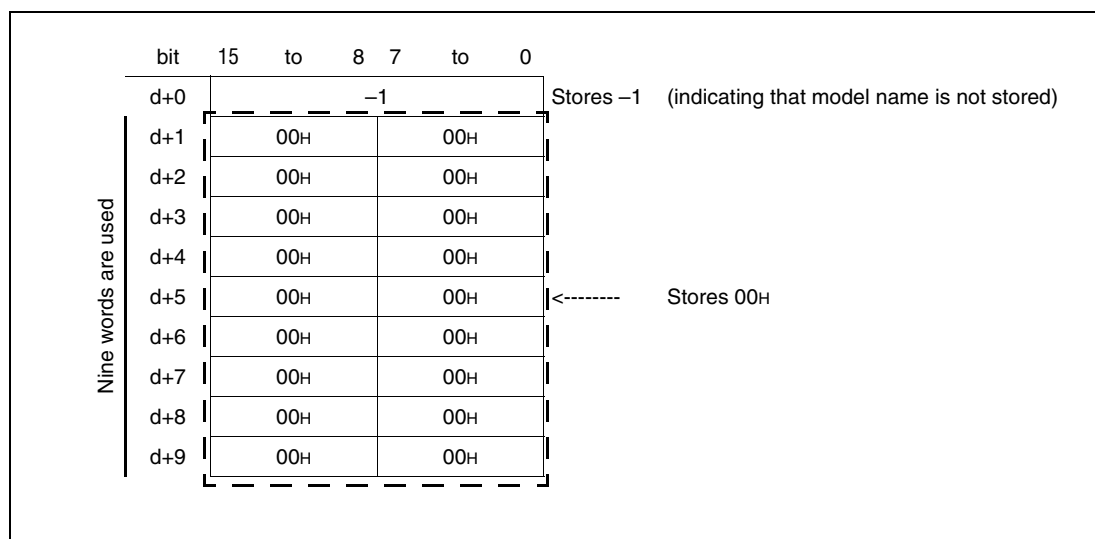 bit 15 to 8 7 to 0
d+0 –1 Stores –1 (indicating that model name is not stored)
Nine words are used
d+1 00H 00H
d+2 00H 00H
d+3 00H 00H
d+4 00H 00H
d+5 00H 00H <-------- Stores 00H
d+6 00H 00H
d+7 00H 00H
d+8 00H 00H
d+9 00H 00H